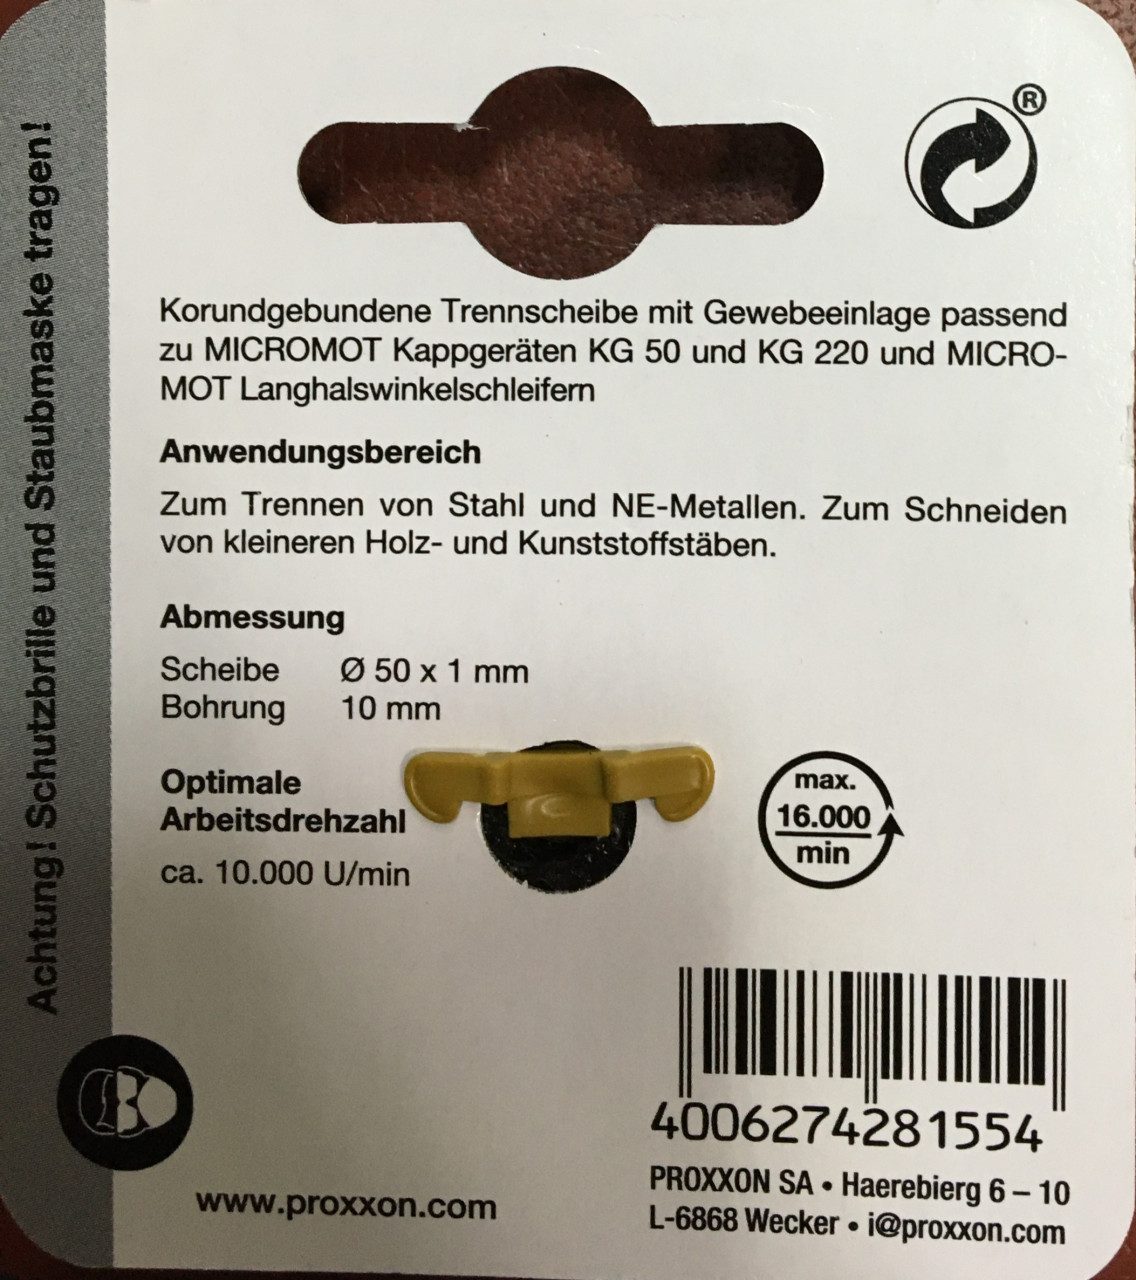 Achtung! Schutzbrille und Staubmaske tragen!
®
Korundgebundene Trennscheibe mit Gewebeeinlage passend
zu MICROMOT Kappgeräten KG 50 und KG 220 und MICRO-
MOT Langhalswinkelschleifern
Anwendungsbereich
Zum Trennen von Stahl und NE-Metallen. Zum Schneiden
von kleineren Holz- und Kunststoffstäben.
Abmessung
Scheibe Ø 50 x 1 mm
Bohrung 10 mm
Optimale
Arbeitsdrehzahl
ca. 10.000 U/min
max.
16.000
min
4006274281554
PROXXON SA • Haerebierg 6 – 10
L-6868 Wecker • i@proxxon.com
www.proxxon.com